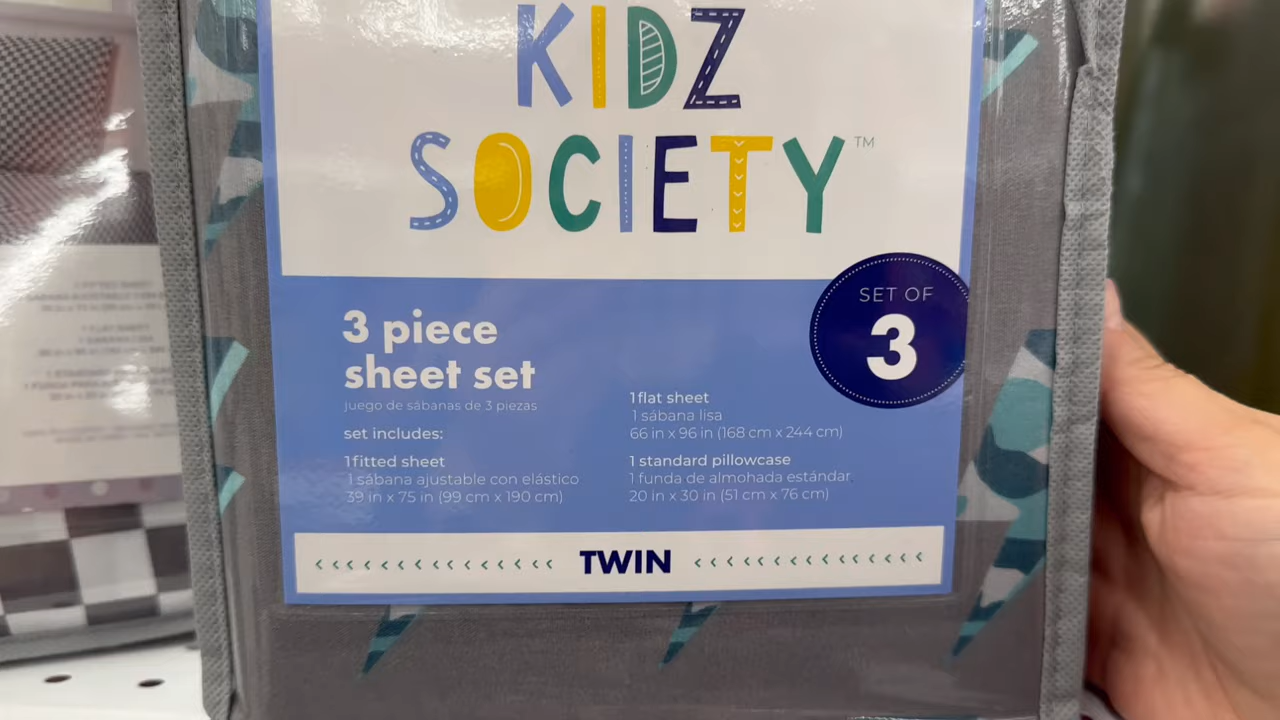 KIDZ
SOCIETY™
SET OF
3
3 piece
sheet set
juego de sábanas de 3 piezas
set includes:
1 fitted sheet
1 sábana ajustable con elástico
39 in x 75 in (99 cm x 190 cm)
1 flat sheet
1 sábana lisa
66 in x 96 in (168 cm x 244 cm)
1 standard pillowcase
1 funda de almohada estándar
20 in x 30 in (51 cm x 76 cm)
TWIN